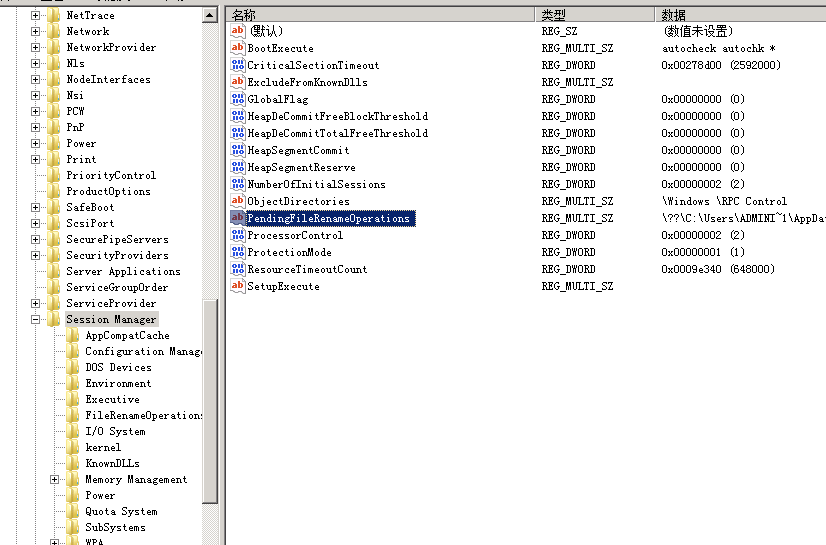 NetTrace
Network
NetworkProvider
Nls
NodeInterfaces
Nsi
PCW
PnP
Power
Print
PriorityControl
ProductOptions
SafeBoot
ScsiPort
SecurePipeServers
SecurityProviders
Server Applications
ServiceGroupOrder
ServiceProvider
Session Manager
AppCompatCache
Configuration Manag
DOS Devices
Environment
Executive
FileRenameOperation
I/O System
kernel
KnownDLLs
Memory Management
Power
Quota System
SubSystems
WPA
名称 类型 数据
(默认) REG_SZ (数值未设置)
BootExecute REG_MULTI_SZ autocheck autochk *
CriticalSectionTimeout REG_DWORD 0x00278d00 (2592000)
ExcludeFromKnownDlls REG_MULTI_SZ
GlobalFlag REG_DWORD 0x00000000 (0)
HeapDeCommitFreeBlockThreshold REG_DWORD 0x00000000 (0)
HeapDeCommitTotalFreeThreshold REG_DWORD 0x00000000 (0)
HeapSegmentCommit REG_DWORD 0x00000000 (0)
HeapSegmentReserve REG_DWORD 0x00000000 (0)
NumberOfInitialSessions REG_DWORD 0x00000002 (2)
ObjectDirectories REG_MULTI_SZ \Windows \RPC Control
PendingFileRenameOperations REG_MULTI_SZ \??\C:\Users\ADMINI~1\AppDa
ProcessorControl REG_DWORD 0x00000002 (2)
ProtectionMode REG_DWORD 0x00000001 (1)
ResourceTimeoutCount REG_DWORD 0x0009e340 (648000)
SetupExecute REG_MULTI_SZ